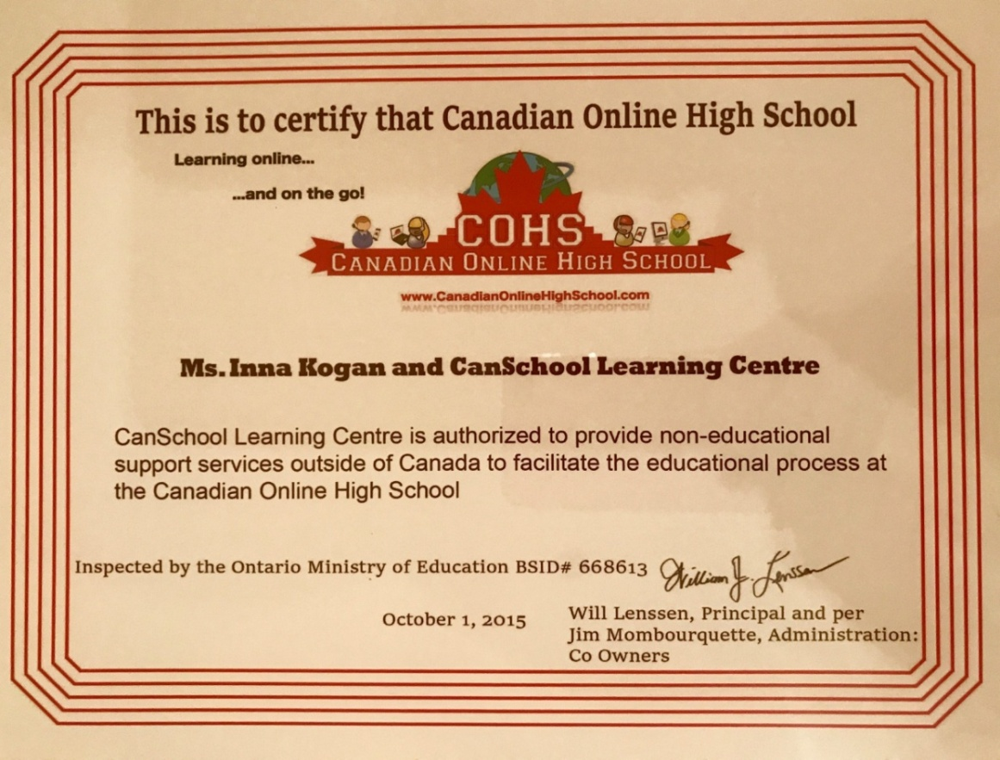 This is to certify that Canadian Online High School
Learning online...
...and on the go!
COHS
CANADIAN ONLINE HIGH SCHOOL
www.CanadianOnlineHighSchool.com
Ms. Inna Kogan and CanSchool Learning Centre
CanSchool Learning Centre is authorized to provide non-educational
support services outside of Canada to facilitate the educational process at
the Canadian Online High School
Inspected by the Ontario Ministry of Education BSID# 668613
William J. Lenssen
October 1, 2015
Will Lenssen, Principal and per
Jim Mombourquette, Administration:
Co Owners